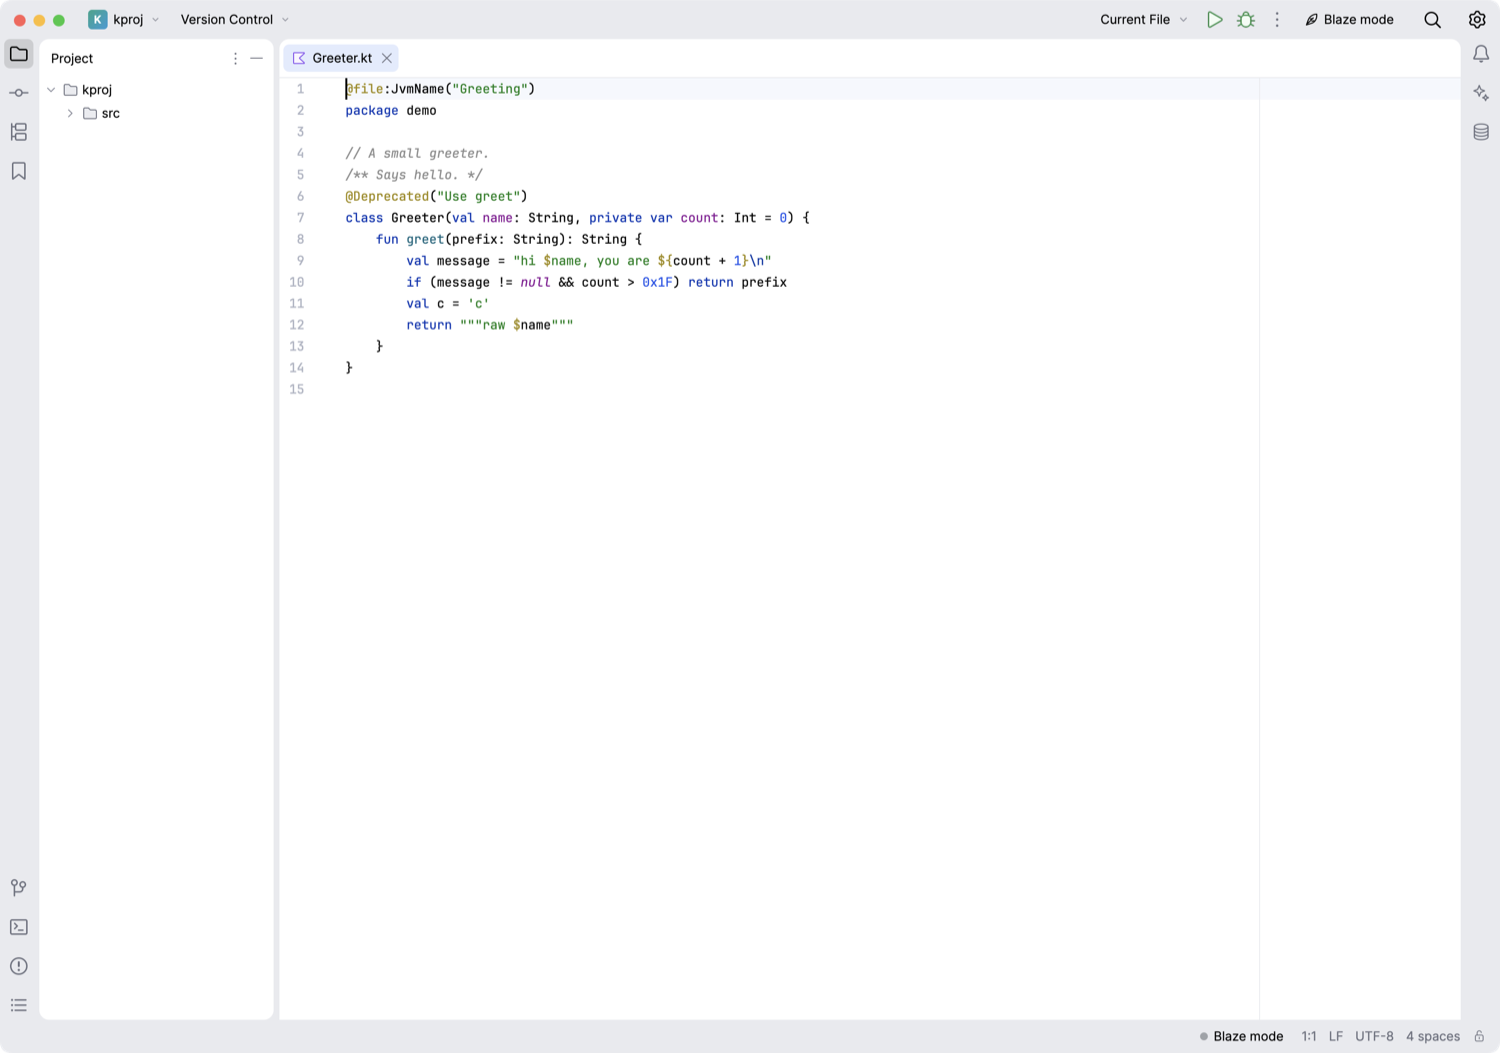 K kproj Version Control Current File Blaze mode
Project
kproj
src
Greeter.kt
1 @file:JvmName("Greeting")
2 package demo
3
4 // A small greeter.
5 /** Says hello. */
6 @Deprecated("Use greet")
7 class Greeter(val name: String, private var count: Int = 0) {
8 fun greet(prefix: String): String {
9 val message = "hi $name, you are ${count + 1}\n"
10 if (message != null && count > 0x1F) return prefix
11 val c = 'c'
12 return """raw $name"""
13 }
14 }
15
Blaze mode 1:1 LF UTF-8 4 spaces